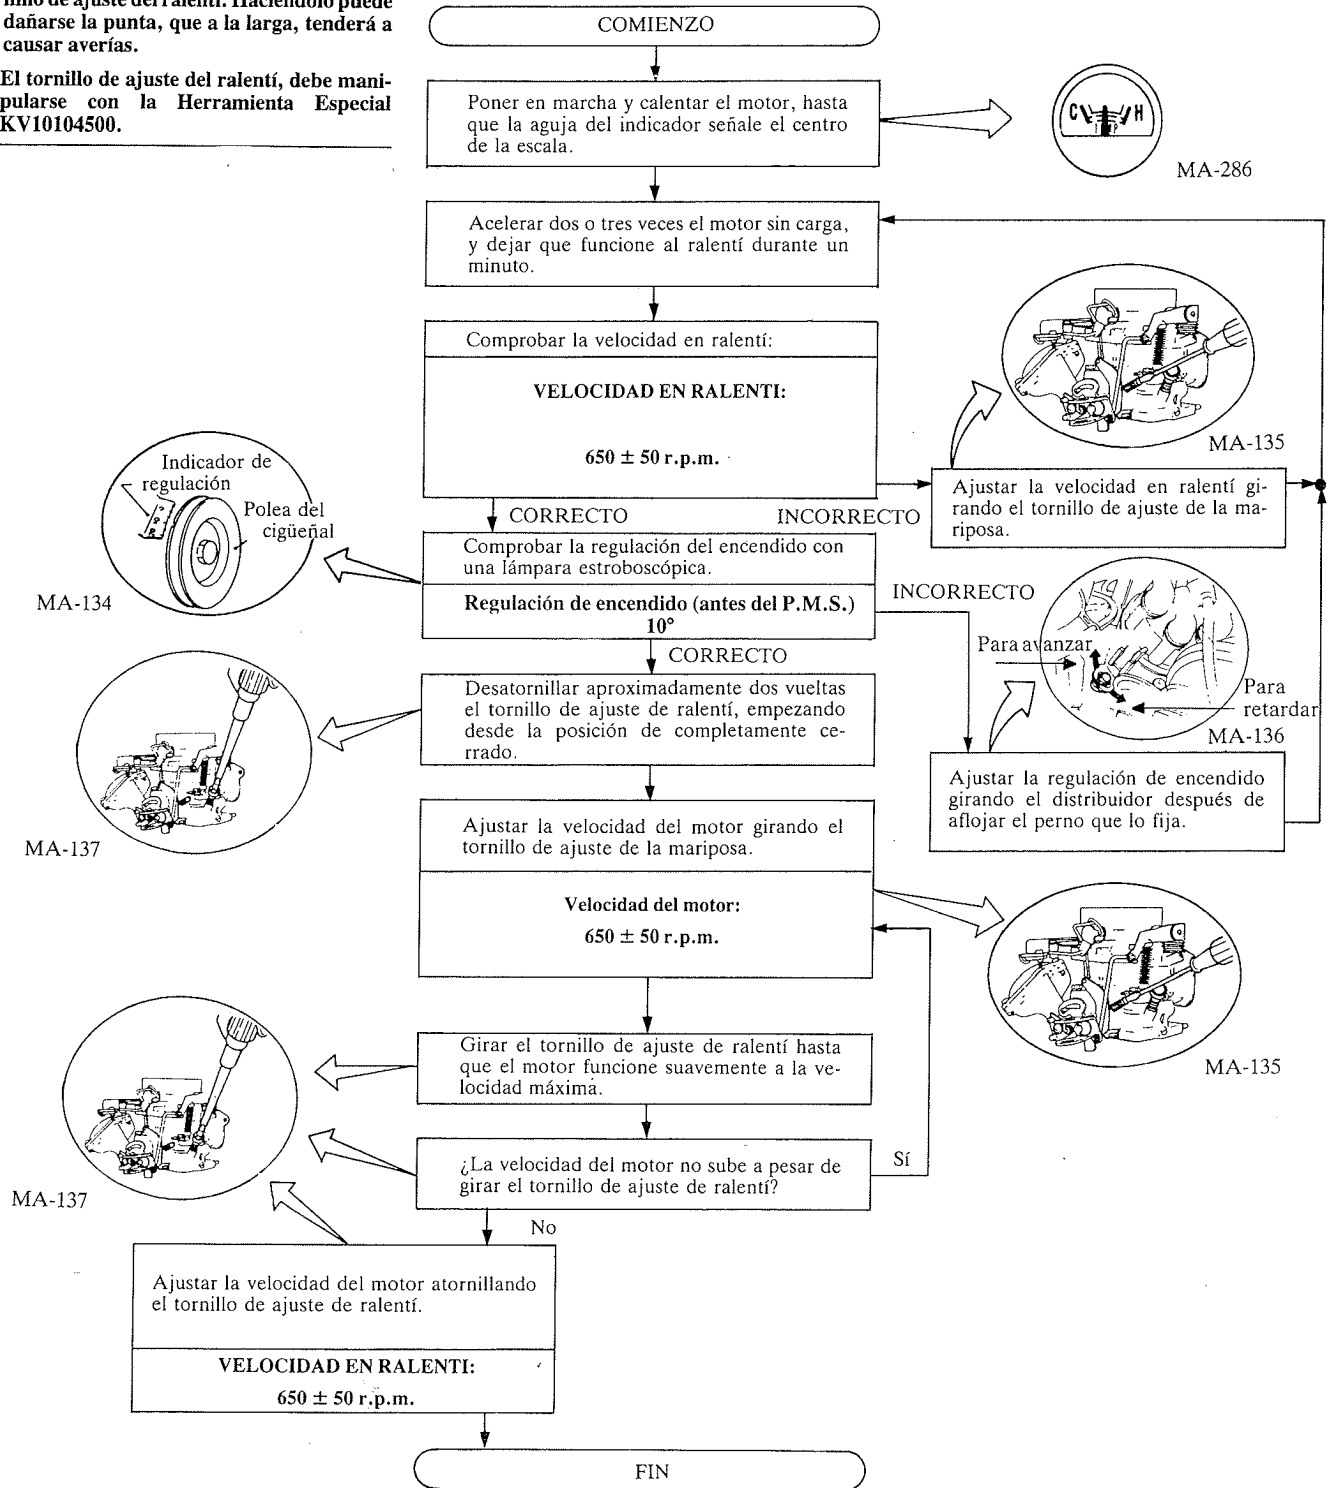 dañarse la punta, que a la larga, tenderá a
causar averías.
El tornillo de ajuste del ralentí, debe mani-
pularse con la Herramienta Especial
KV10104500.
COMIENZO
Poner en marcha y calentar el motor, hasta
que la aguja del indicador señale el centro
de la escala.
C H
MA-286
Acelerar dos o tres veces el motor sin carga,
y dejar que funcione al ralentí durante un
minuto.
Comprobar la velocidad en ralentí:
VELOCIDAD EN RALENTI:
650 ± 50 r.p.m.
MA-135
Ajustar la velocidad en ralentí gi-
rando el tornillo de ajuste de la ma-
riposa.
CORRECTO
INCORRECTO
Indicador de
regulación
Polea del
cigüeñal
MA-134
Comprobar la regulación del encendido con
una lámpara estroboscópica.
Regulación de encendido (antes del P.M.S.)
10°
INCORRECTO
Para avanzar
Para
retardar
MA-136
CORRECTO
Desatornillar aproximadamente dos vueltas
el tornillo de ajuste de ralentí, empezando
desde la posición de completamente ce-
rrado.
MA-137
Ajustar la regulación de encendido
girando el distribuidor después de
aflojar el perno que lo fija.
Ajustar la velocidad del motor girando el
tornillo de ajuste de la mariposa.
Velocidad del motor:
650 ± 50 r.p.m.
MA-135
Girar el tornillo de ajuste de ralentí hasta
que el motor funcione suavemente a la ve-
locidad máxima.
¿La velocidad del motor no sube a pesar de
girar el tornillo de ajuste de ralentí?
Sí
MA-137
No
Ajustar la velocidad del motor atornillando
el tornillo de ajuste de ralentí.
VELOCIDAD EN RALENTI:
650 ± 50 r.p.m.
FIN